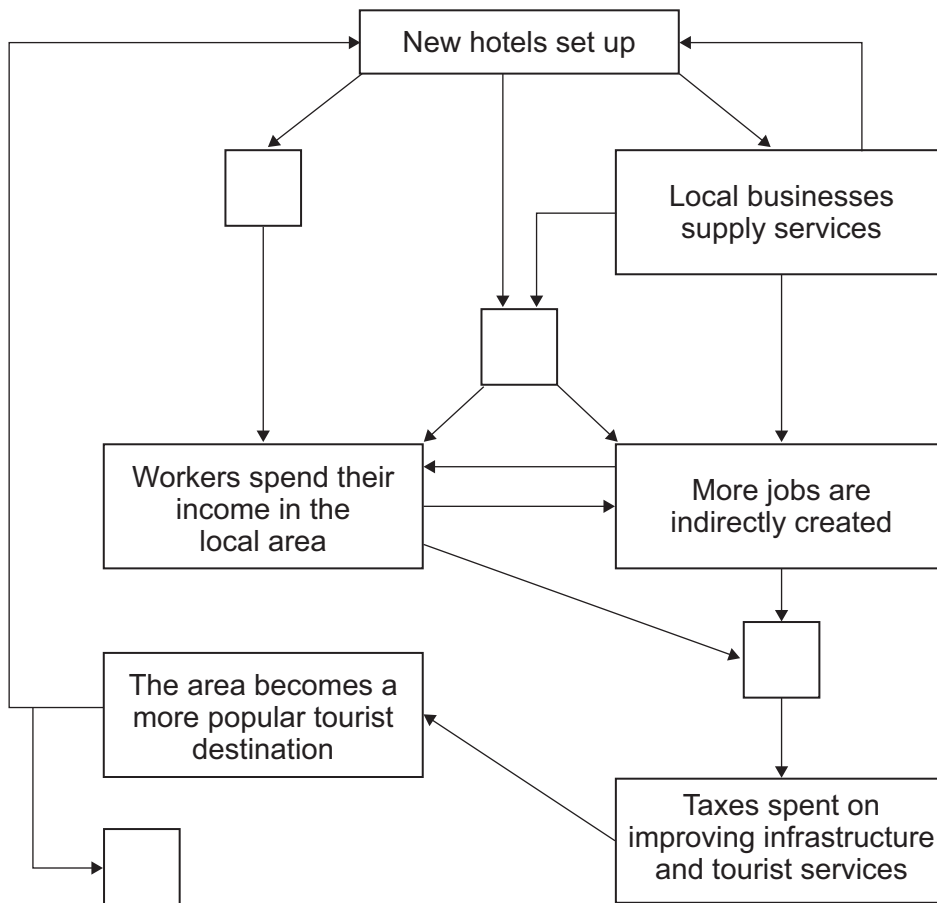 New hotels set up
Local businesses
supply services
Workers spend their
income in the
local area
More jobs are
indirectly created
The area becomes a
more popular tourist
destination
Taxes spent on
improving infrastructure
and tourist services